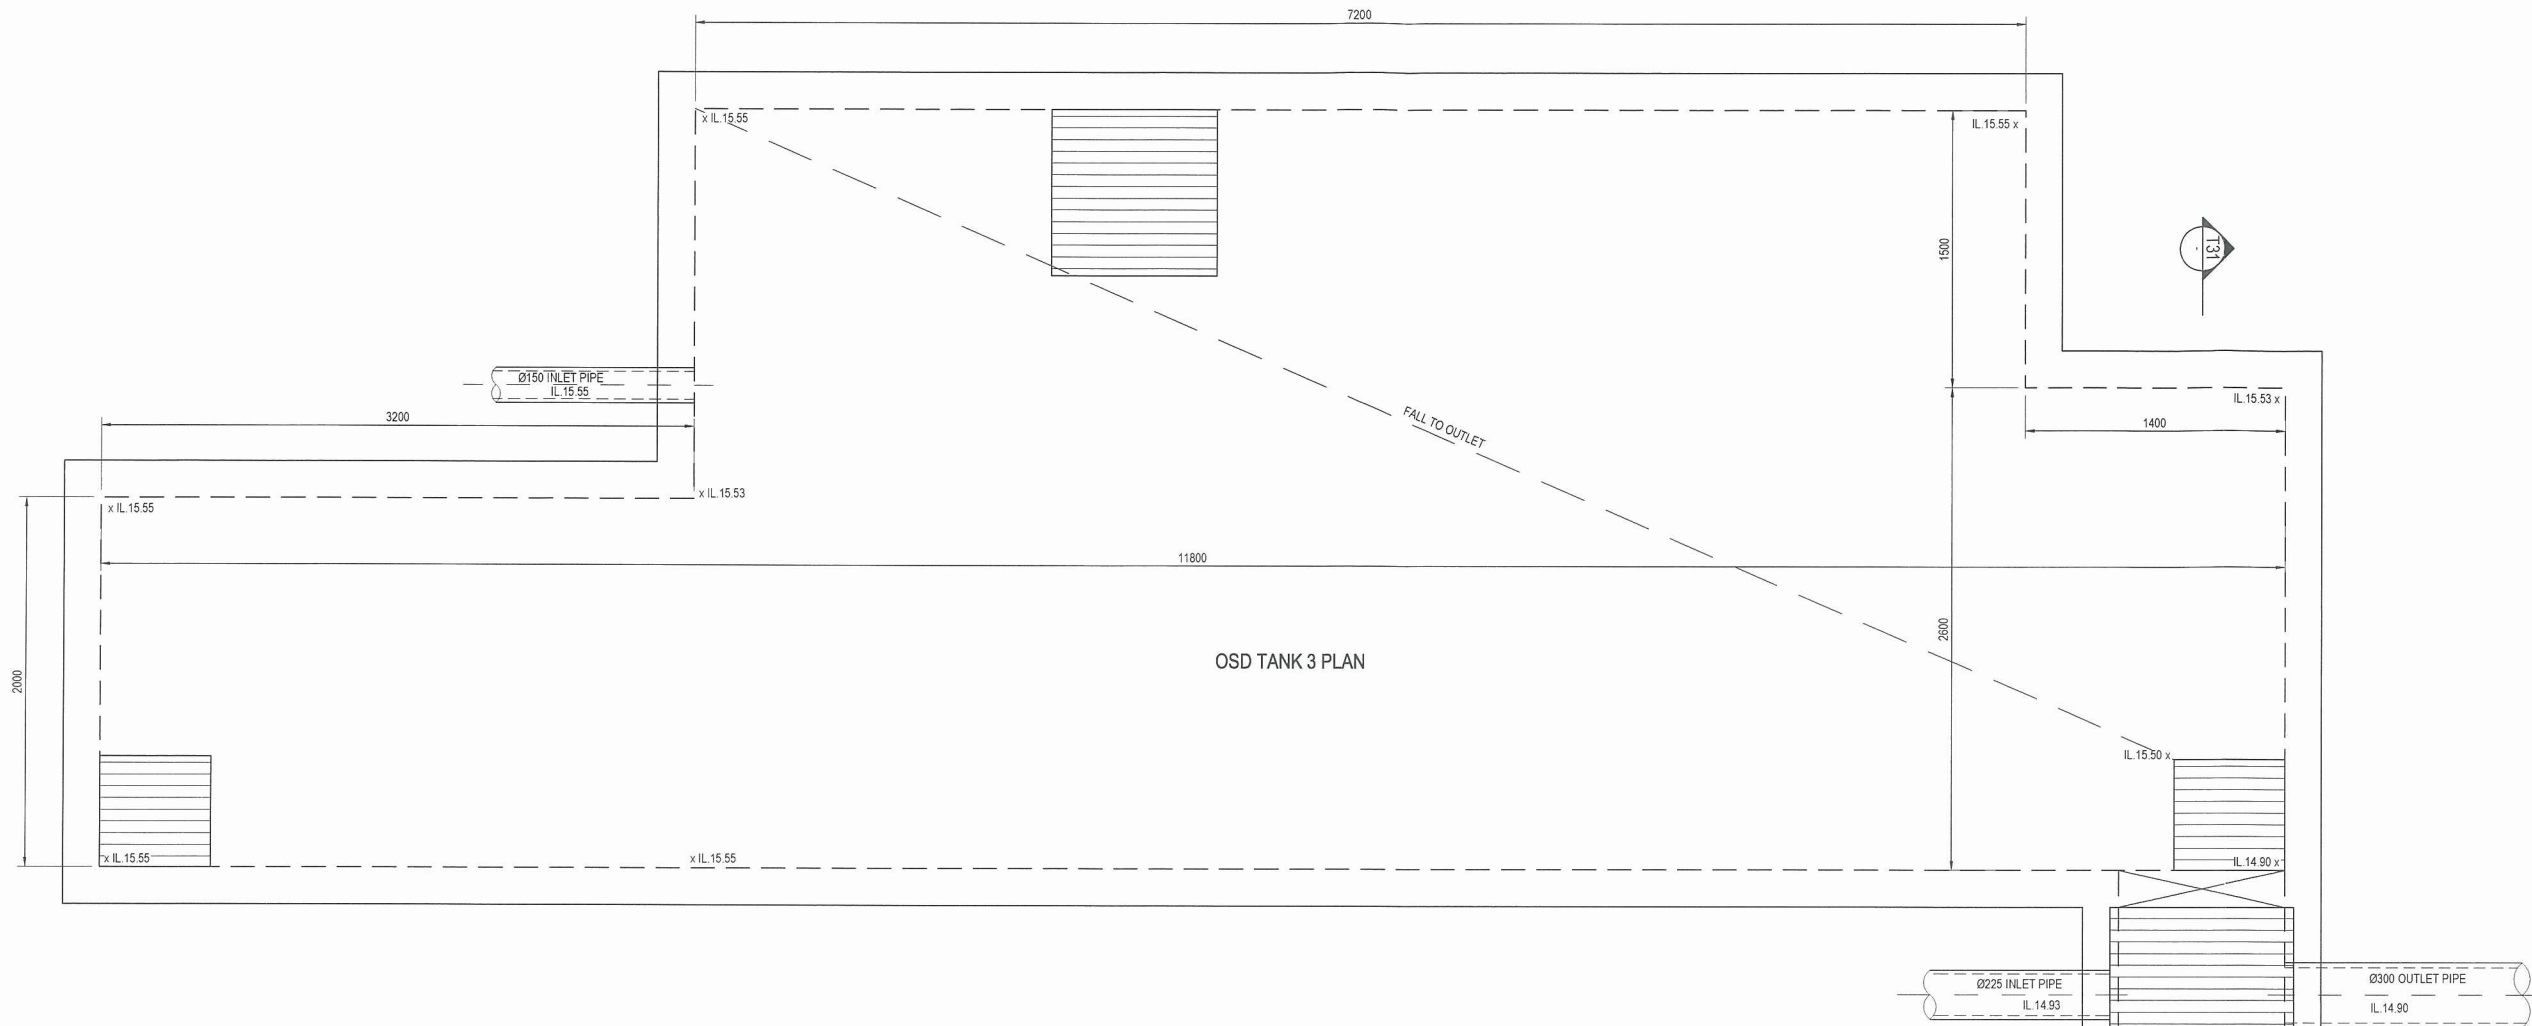 7200
x IL.15.55
IL.15.55 x
T31
-
1500
Ø150 INLET PIPE
IL.15.55
3200
IL.15.53 x
FALL TO OUTLET
1400
x IL.15.53
x IL.15.55
11800
2600
2000
OSD TANK 3 PLAN
IL.15.50 x
x IL.15.55
x IL.15.55
IL.14.90 x
Ø225 INLET PIPE
IL.14.93
Ø300 OUTLET PIPE
IL.14.90